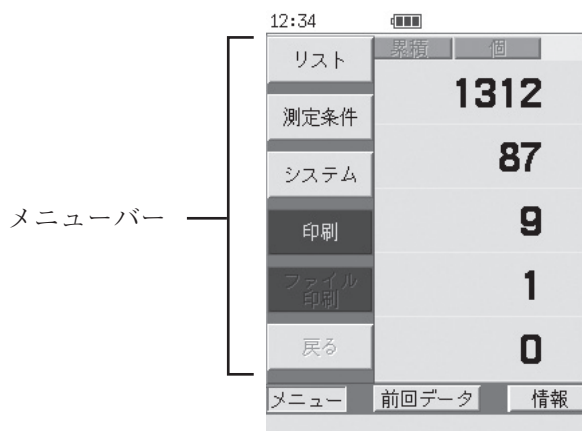 12:34
リスト
累積
個
測定条件
1312
システム
87
メニューバー
印刷
9
ファイル
印刷
1
戻る
0
メニュー
前回データ
情報